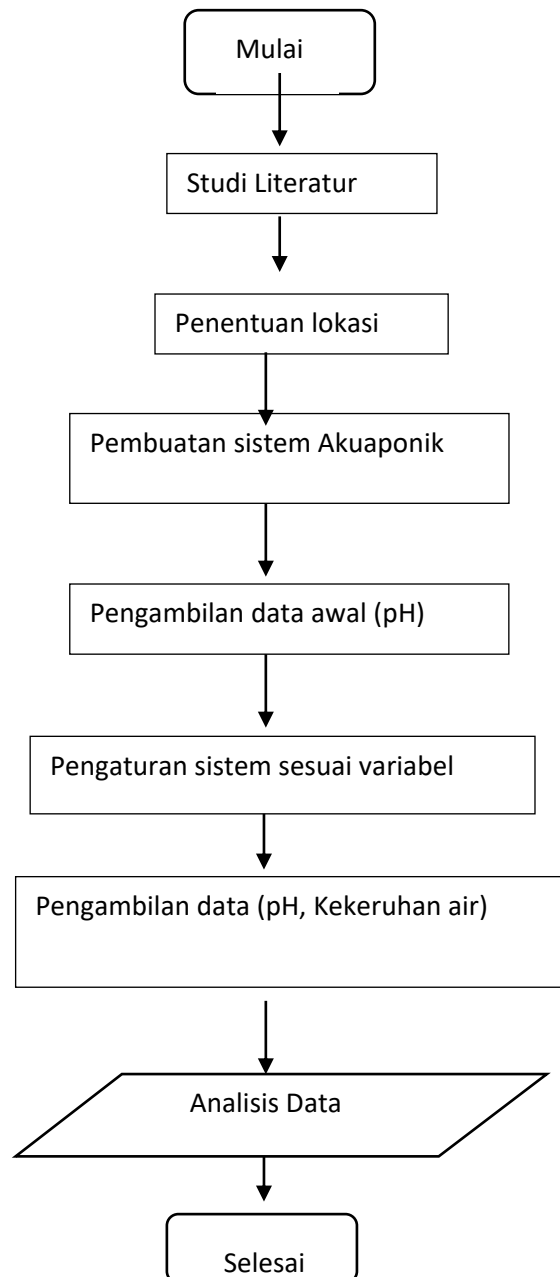 Mulai
Studi Literatur
Penentuan lokasi
Pembuatan sistem Akuaponik
Pengambilan data awal (pH)
Pengaturan sistem sesuai variabel
Pengambilan data (pH, Kekeruhan air)
Analisis Data
Selesai